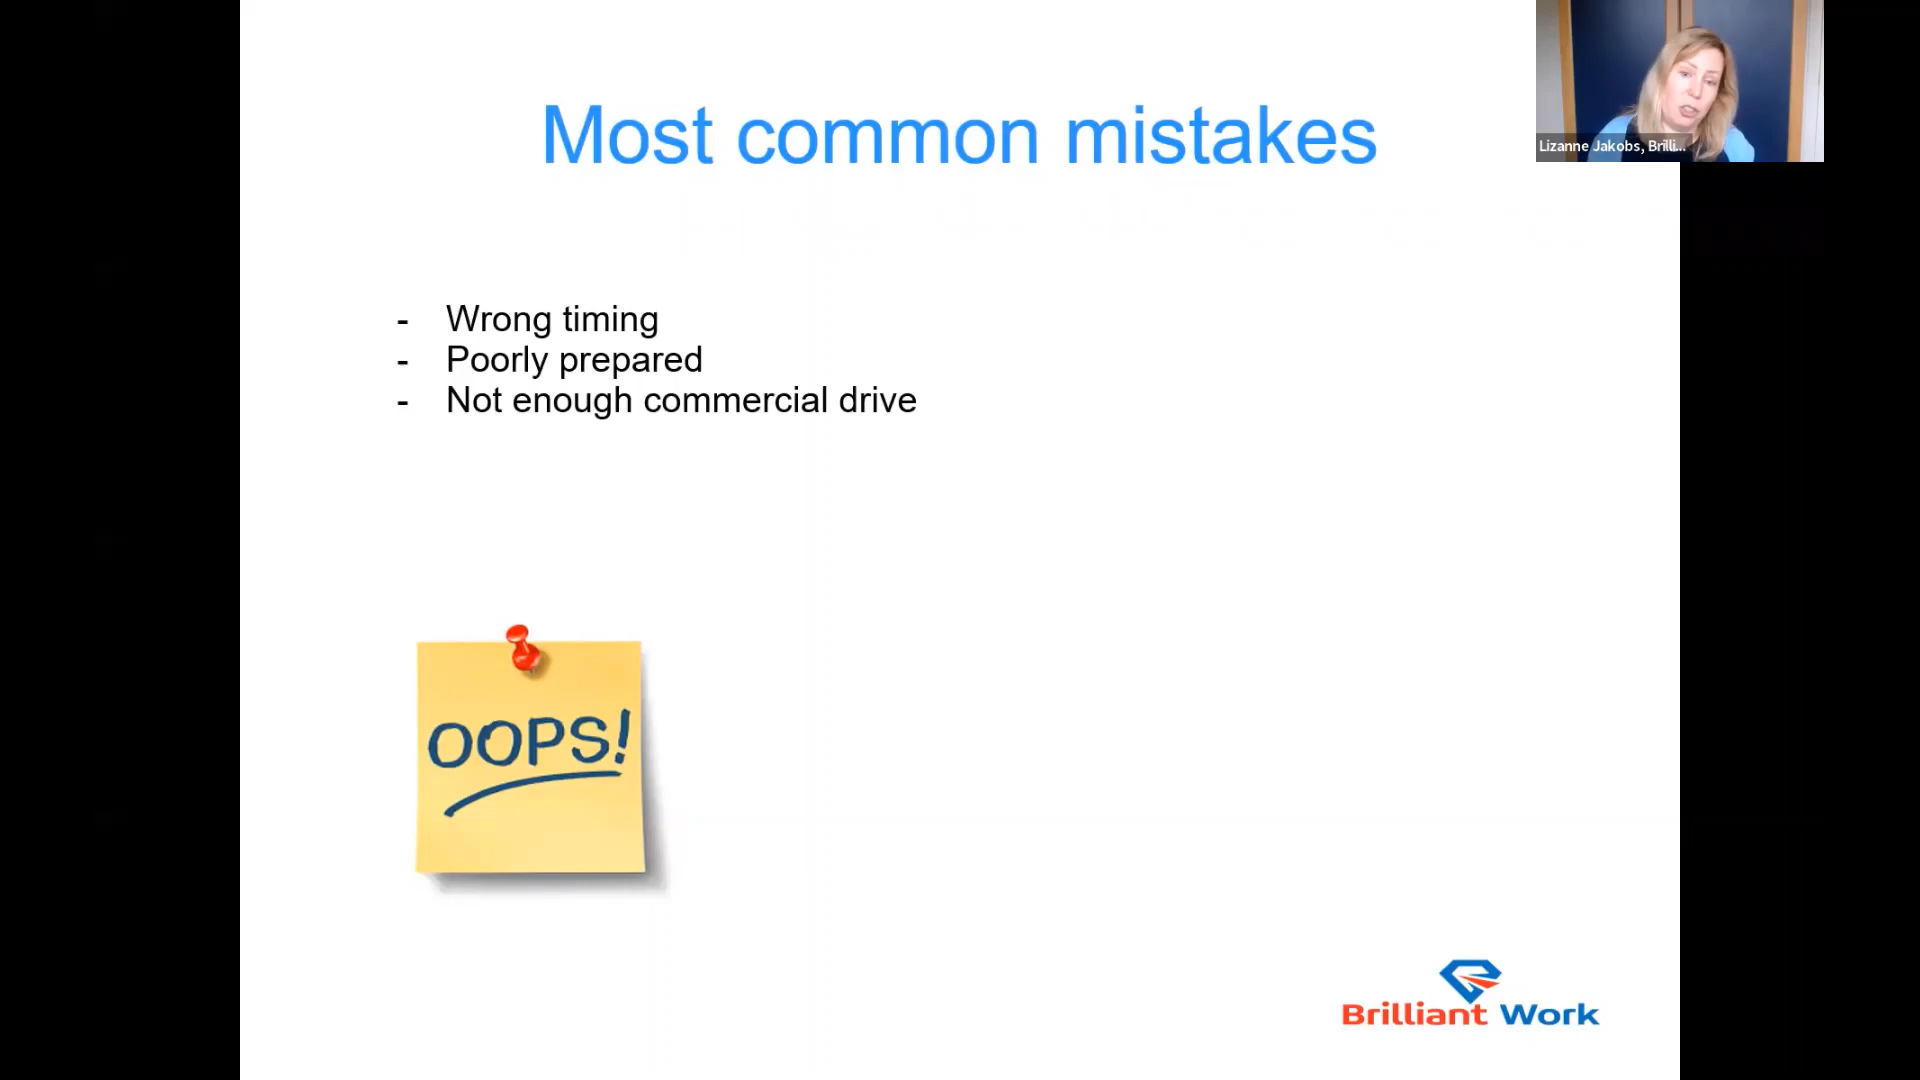 Most common mistakes
Lizanne Jakobs, Brilli...
- Wrong timing
- Poorly prepared
- Not enough commercial drive
OOPS!
Brilliant Work